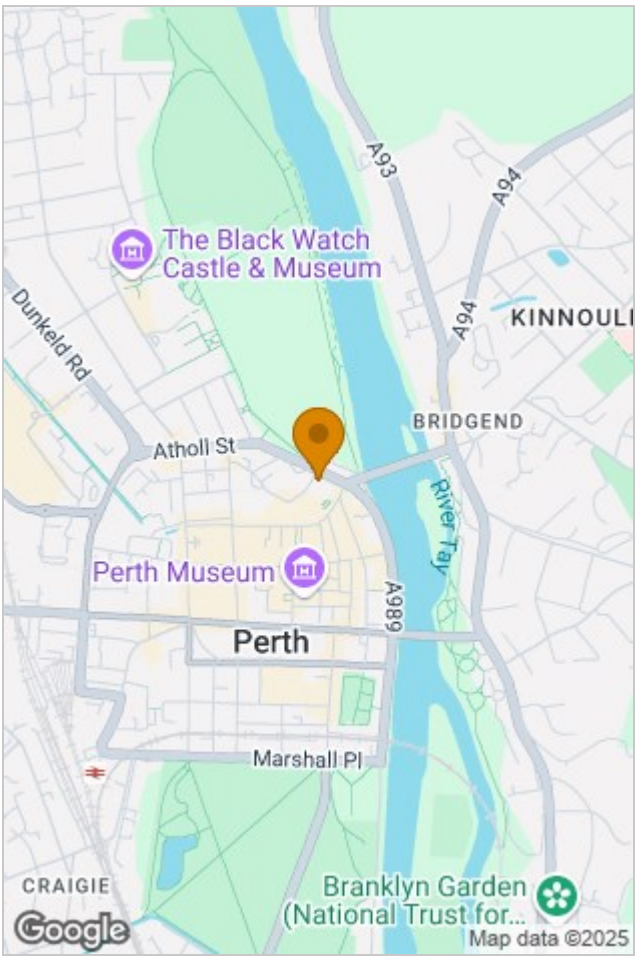 A93
A94
The Black Watch
Castle & Museum
A94
KINNOULL
Dunkeld Rd
BRIDGEND
Atholl St
River Tay
Perth Museum
A989
Perth
Marshall Pl
CRAIGIE
Branklyn Garden
(National Trust for...
Google
Map data ©2025